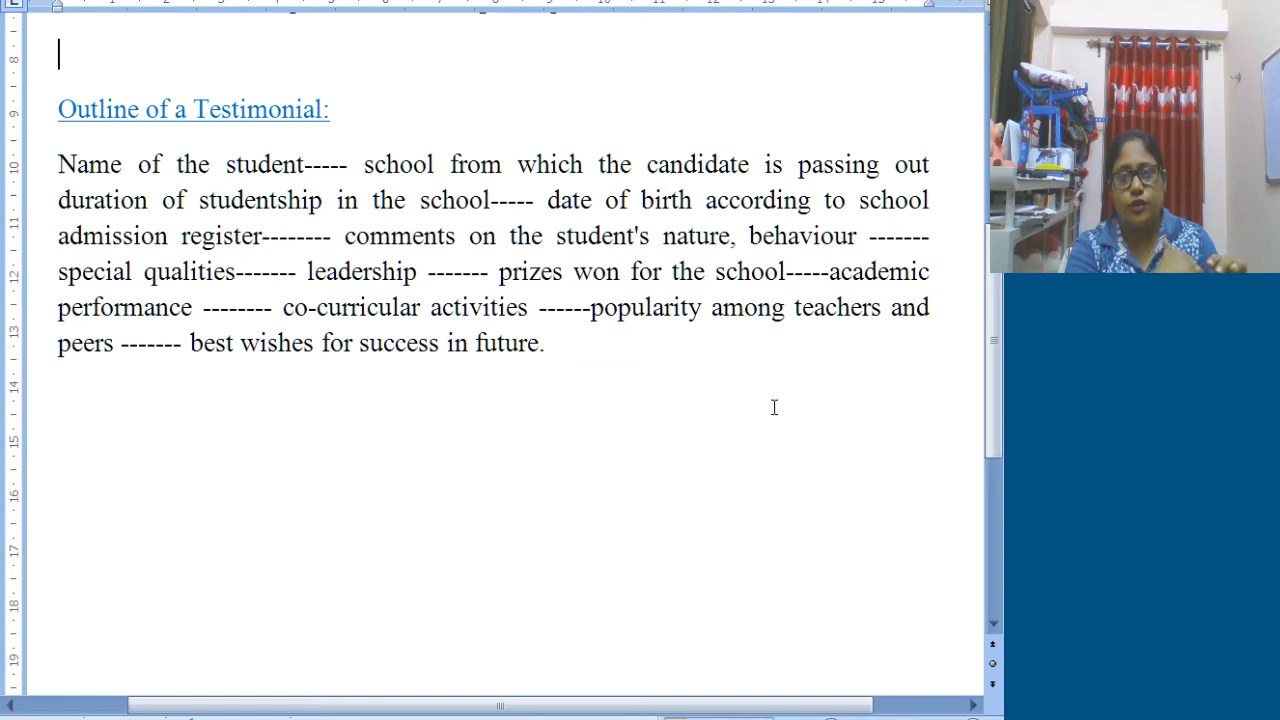 Outline of a Testimonial:
Name of the student----- school from which the candidate is passing out
duration of studentship in the school----- date of birth according to school
admission register-------- comments on the student's nature, behaviour -------
special qualities------- leadership ------- prizes won for the school-----academic
performance -------- co-curricular activities ------popularity among teachers and
peers ------- best wishes for success in future.